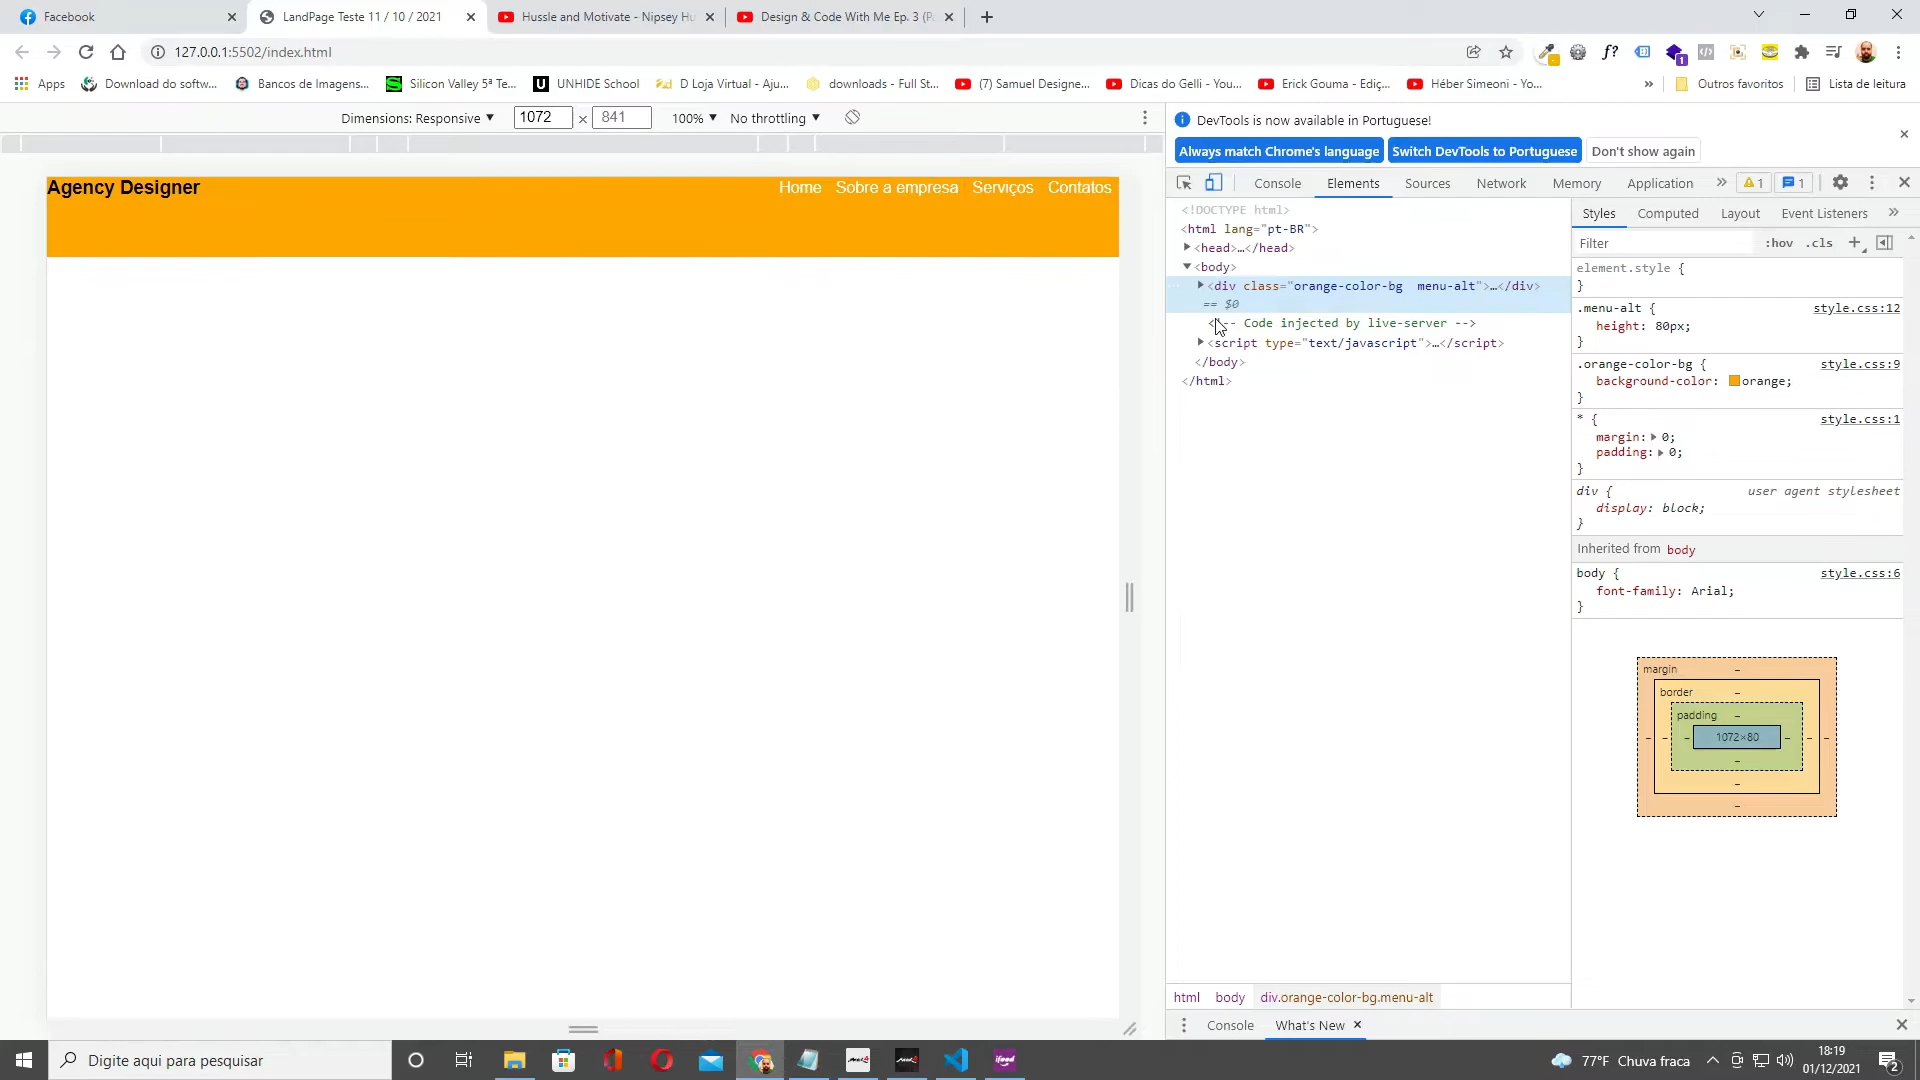 Facebook
LandPage Teste 11 / 10 / 2021
Hussle and Motivate - Nipsey Hu
Design & Code With Me Ep. 3 (P
127.0.0.1:5502/index.html
f?
1
Apps
Download do softw...
Bancos de Imagens...
Silicon Valley 5ª Te...
U UNHIDE School
D Loja Virtual - Aju...
downloads - Full St...
(7) Samuel Designe...
Dicas do Gelli - You...
Erick Gouma - Ediç...
Héber Simeoni - Yo...
»
Outros favoritos
Lista de leitura
Dimensions: Responsive ▼ 1072 × 841 100% ▼ No throttling ▼
DevTools is now available in Portuguese!
Always match Chrome's language Switch DevTools to Portuguese Don't show again
Console Elements Sources Network Memory Application » 1 1
Agency Designer
Home Sobre a empresa Serviços Contatos
<!DOCTYPE html>
<html lang="pt-BR">
<head>…</head>
<body>
<div class="orange-color-bg  menu-alt">…</div>
== $0
<!-- Code injected by live-server -->
<script type="text/javascript">…</script>
</body>
</html>
Styles Computed Layout Event Listeners »
Filter :hov .cls +
element.style {
}
.menu-alt { style.css:12
height: 80px;
}
.orange-color-bg { style.css:9
background-color: orange;
}
* { style.css:1
margin: 0;
padding: 0;
}
div { user agent stylesheet
display: block;
}
Inherited from body
body { style.css:6
font-family: Arial;
}
margin –
border –
padding –
– – – 1072×80 – – –
–
–
–
html body div.orange-color-bg.menu-alt
Console What's New ×
Digite aqui para pesquisar
ifood
77°F Chuva fraca
18:19
01/12/2021
2